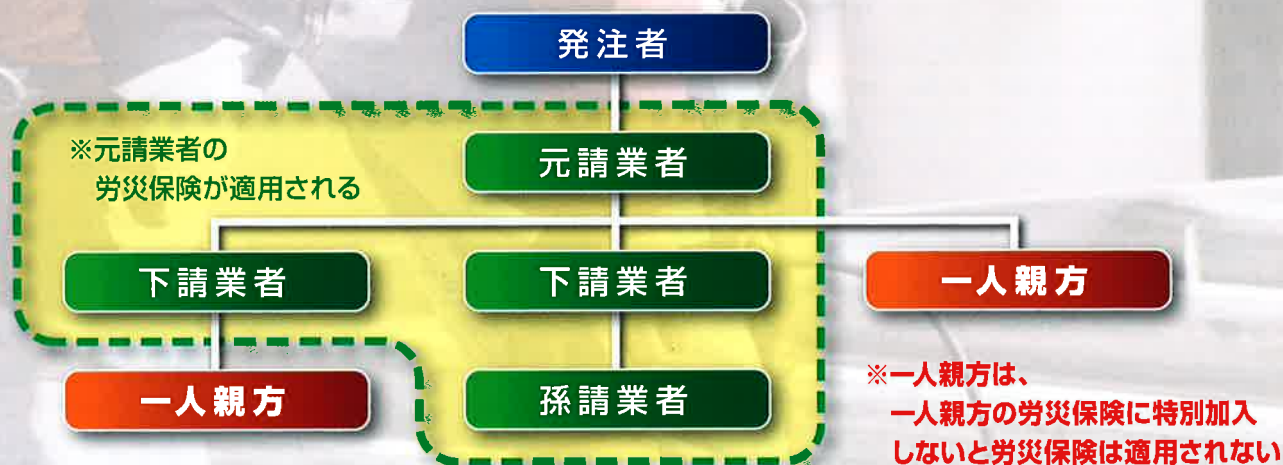 発注者
※元請業者の
労災保険が適用される
元請業者
下請業者
下請業者
一人親方
一人親方
孫請業者
※一人親方は、
一人親方の労災保険に特別加入
しないと労災保険は適用されない